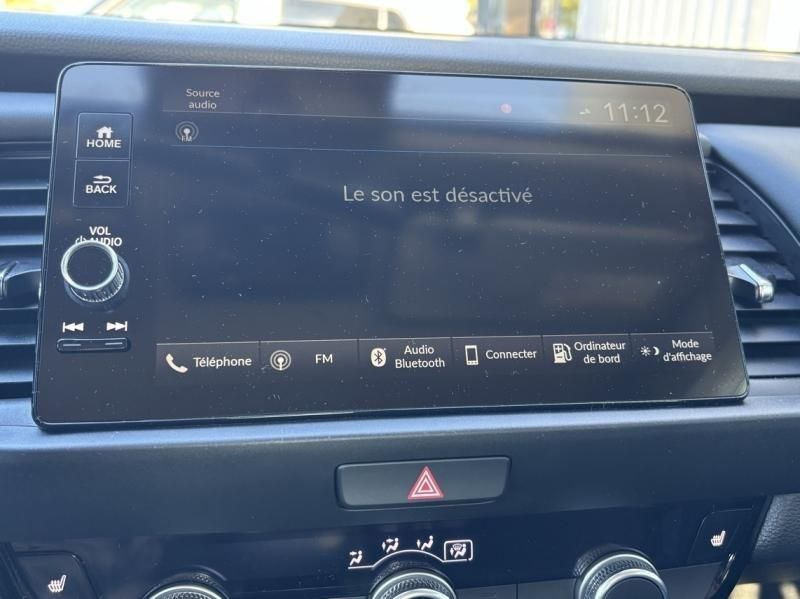 Source
audio
11:12
HOME
FM
BACK
Le son est désactivé
VOL
AUDIO
Téléphone
FM
Audio
Bluetooth
Connecter
Ordinateur
de bord
Mode
d'affichage